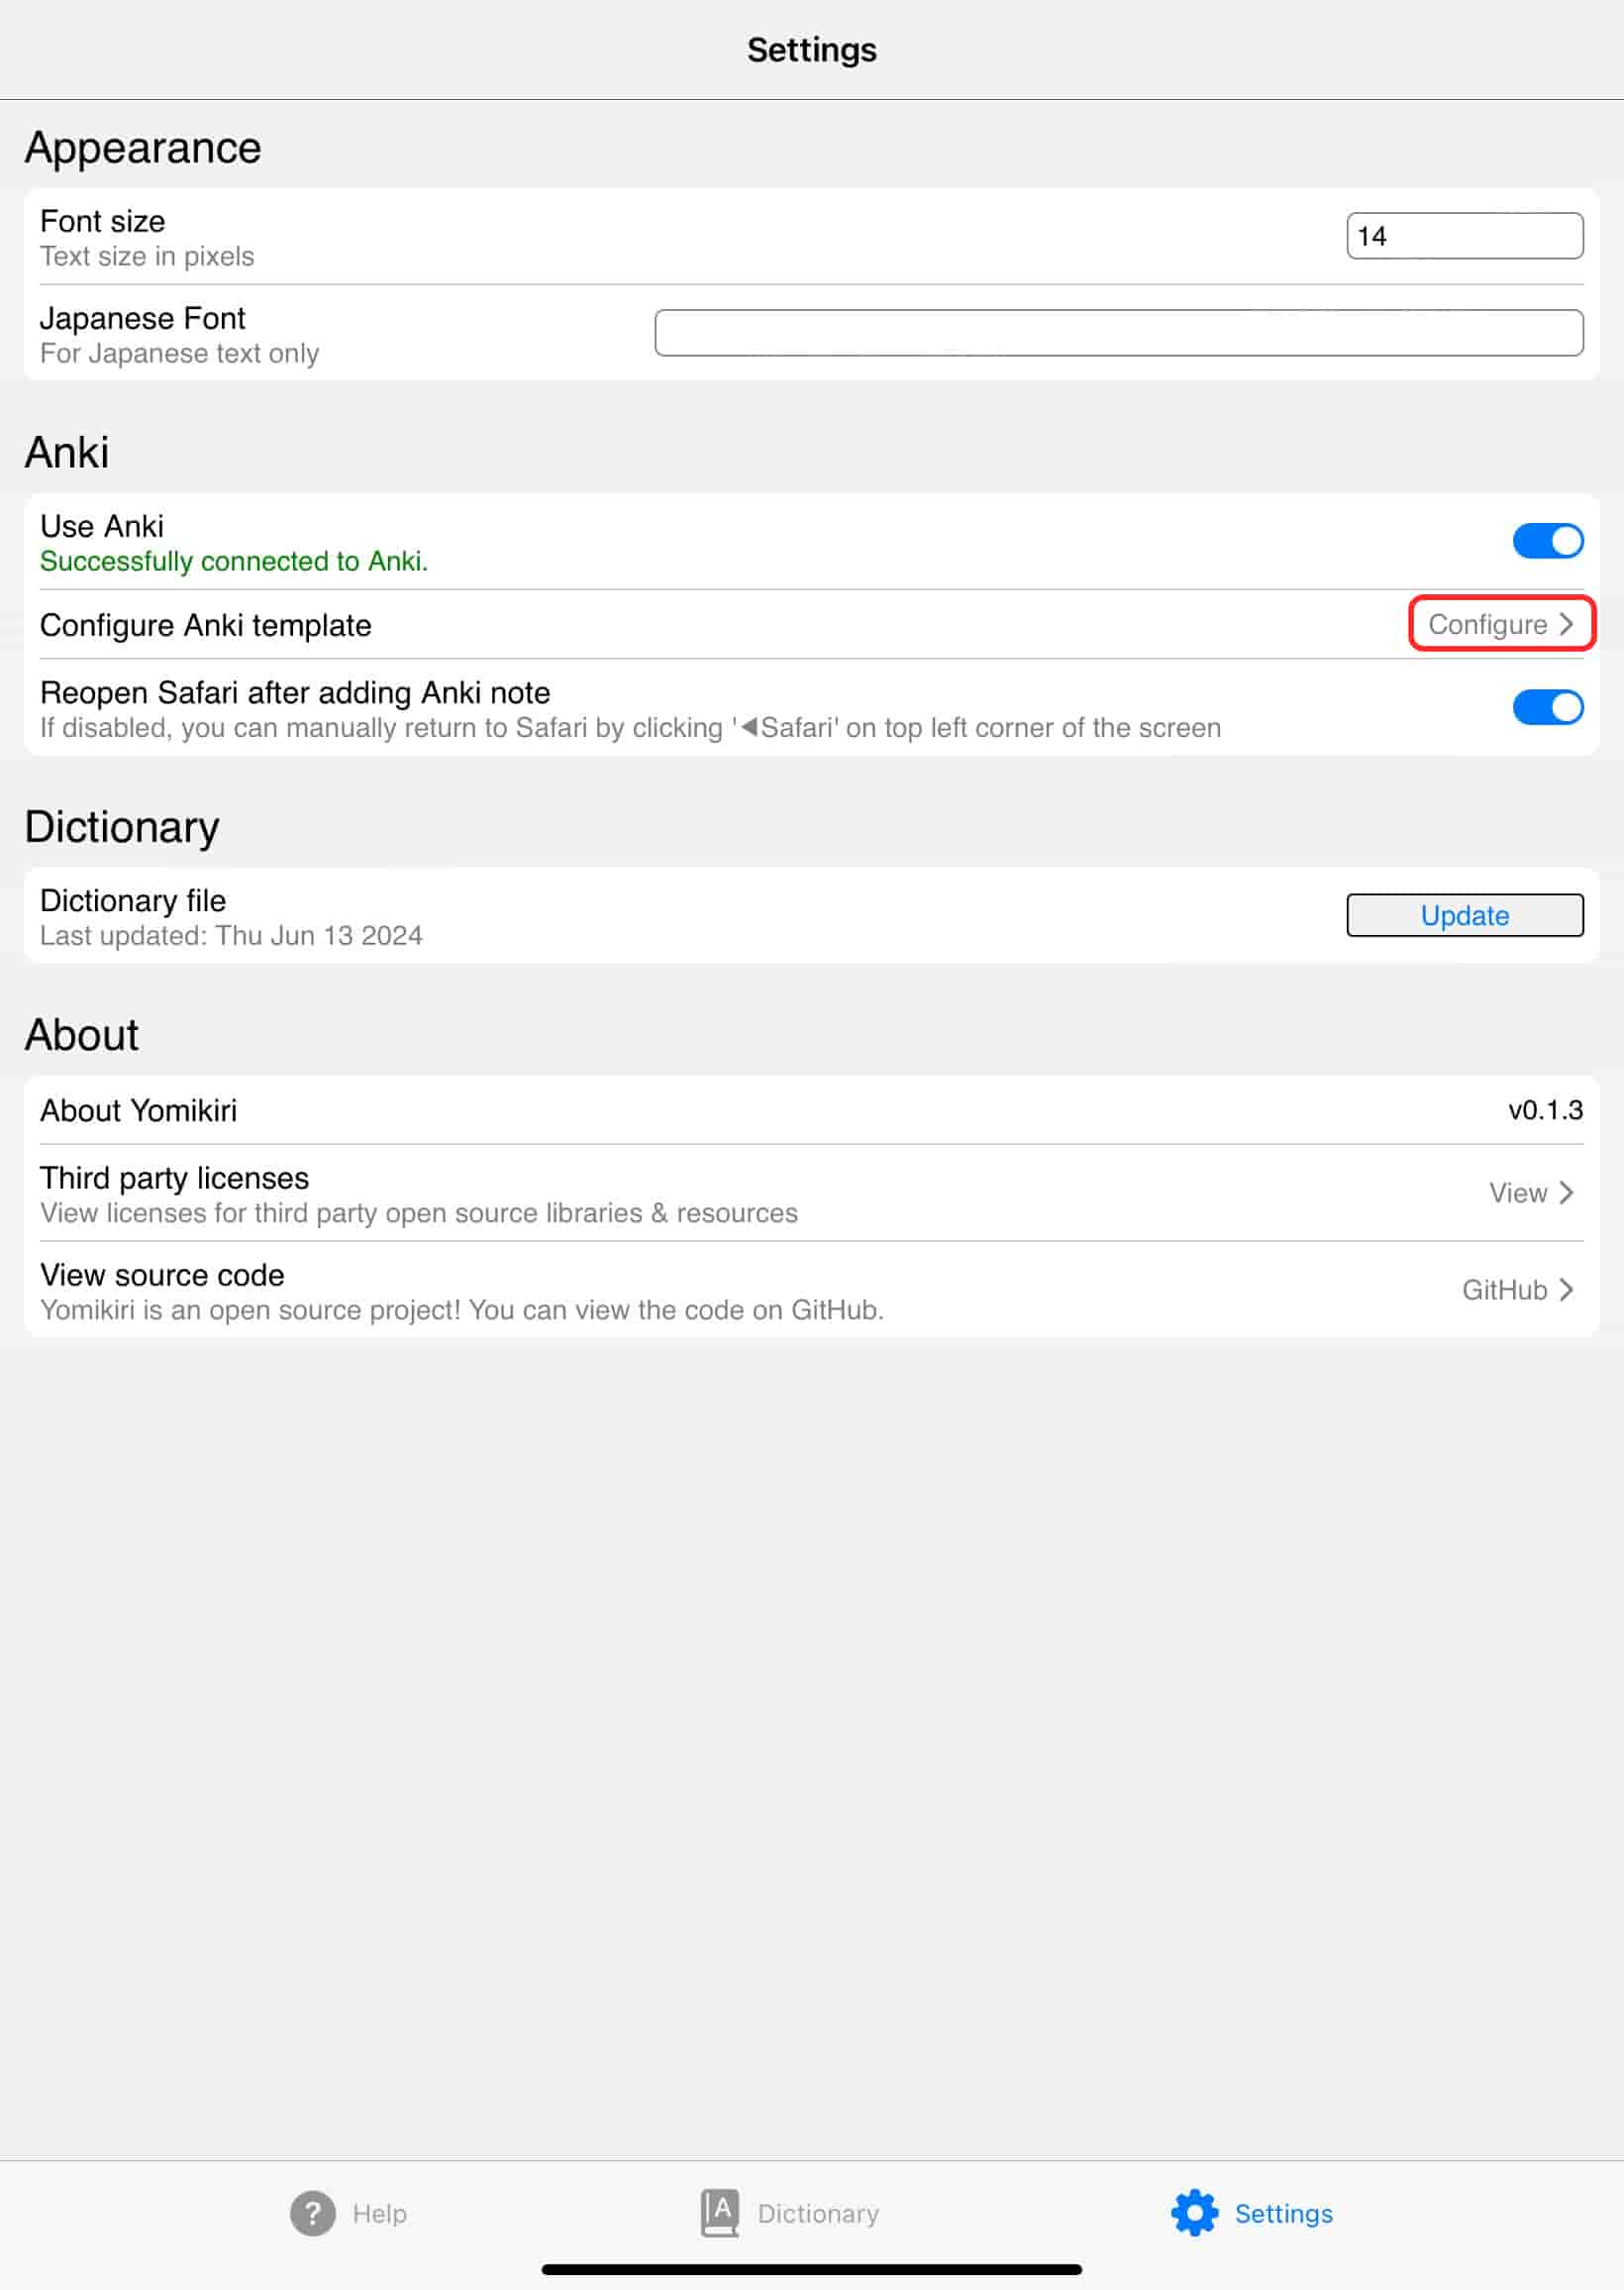 Settings
Appearance
Font size
Text size in pixels
14
Japanese Font
For Japanese text only
Anki
Use Anki
Successfully connected to Anki.
Configure Anki template
Configure
Reopen Safari after adding Anki note
If disabled, you can manually return to Safari by clicking '◀Safari' on top left corner of the screen
Dictionary
Dictionary file
Last updated: Thu Jun 13 2024
Update
About
About Yomikiri
v0.1.3
Third party licenses
View licenses for third party open source libraries & resources
View
View source code
Yomikiri is an open source project! You can view the code on GitHub.
GitHub
? Help
A Dictionary
Settings